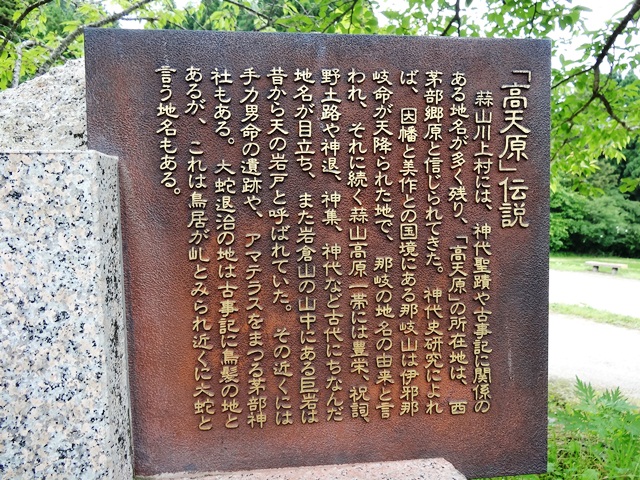 「高天原」伝説
蒜山川上村には、神代聖蹟や古事記に関係の
ある地名が多く残り、「高天原」の所在地は、西
茅部郷原と信じられてきた。神代史研究によれ
ば、因幡と美作との国境にある那岐山は伊邪那
岐命が天降られた地で、那岐の地名の由来と言
われ、それに続く蒜山高原一帯には豊栄、祝詞、
野土路や神退、神集、神代など古代にちなんだ
地名が目立ち、また岩倉山の山中にある巨岩は
昔から天の岩戸と呼ばれていた。その近くには
手力男命の遺跡や、アマテラスをまつる茅部神
社もある。大蛇退治の地は古事記に鳥髪の地と
あるが、これは鳥居が乢とみられ近くに大蛇と
言う地名もある。